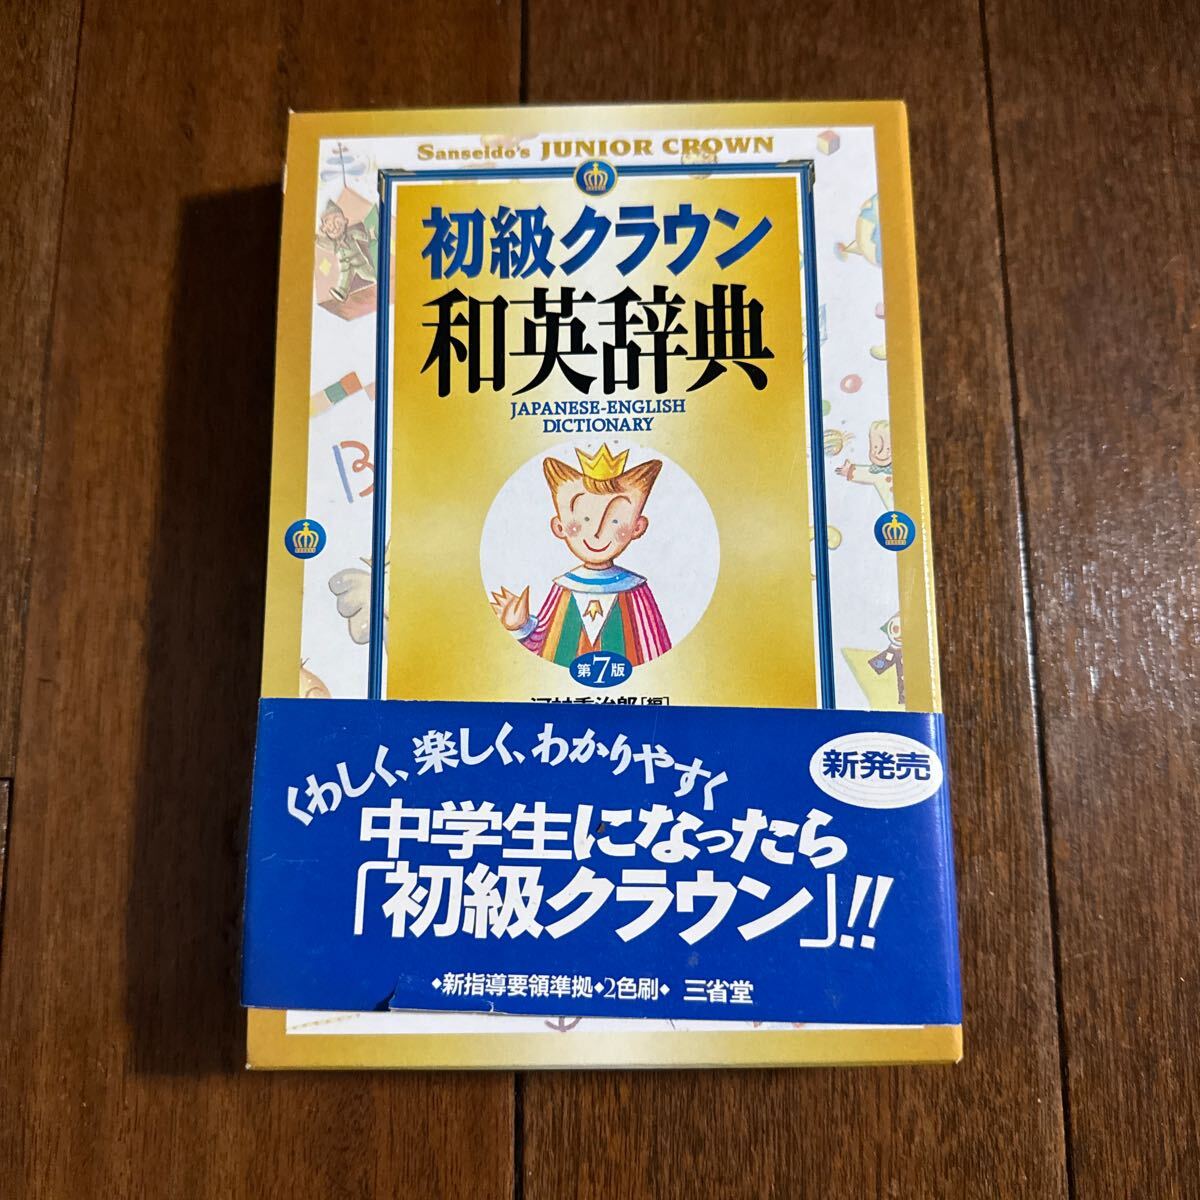 Sanseido's JUNIOR CROWN
初級クラウン
和英辞典
JAPANESE-ENGLISH
DICTIONARY
第7版
くわしく、楽しく、わかりやすく
新発売
中学生になったら
「初級クラウン」!!
◆新指導要領準拠◆2色刷◆ 三省堂